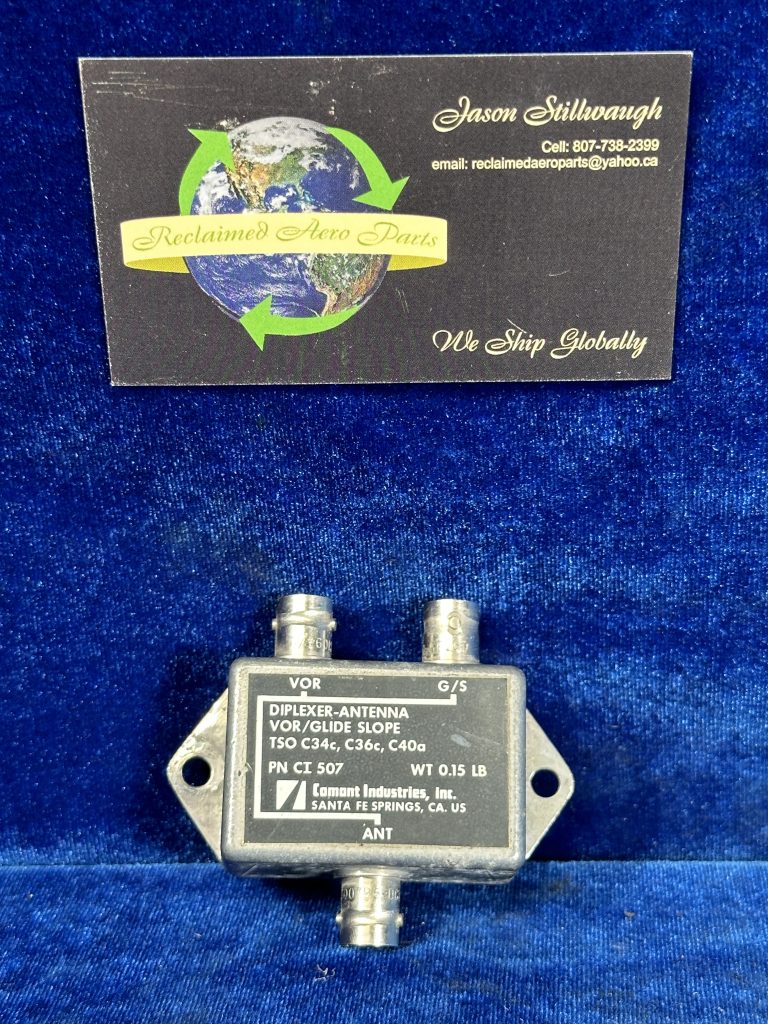 Jason Stillwaugh
Cell: 807-738-2399
email: reclaimedaeroparts@yahoo.ca
Reclaimed Aero Parts
We Ship Globally
VOR G/S
DIPLEXER-ANTENNA
VOR/GLIDE SLOPE
TSO C34c, C36c, C40a
PN CI 507 WT 0.15 LB
Comant Industries, Inc.
SANTA FE SPRINGS, CA. US
ANT